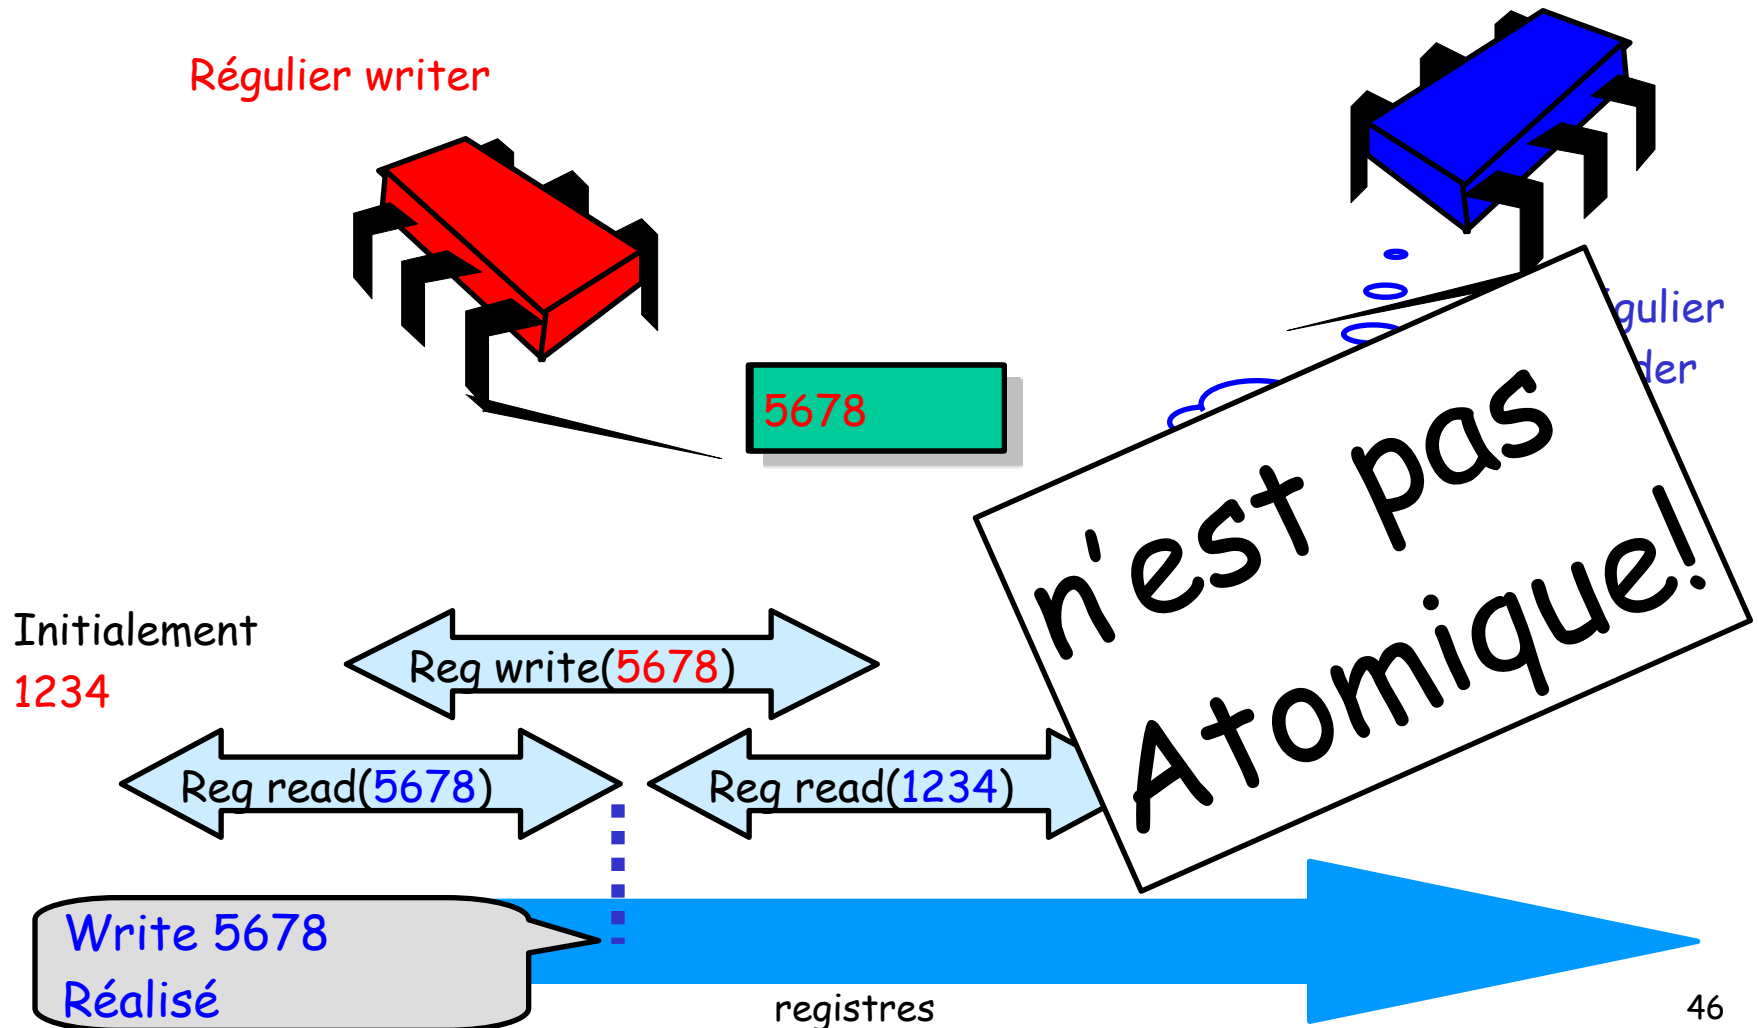 Régulier writer
gulier
der
5678
n'est pas
Atomique!
Initialement
1234
Reg write(5678)
Reg read(5678)
Reg read(1234)
Write 5678
Réalisé
registres
46